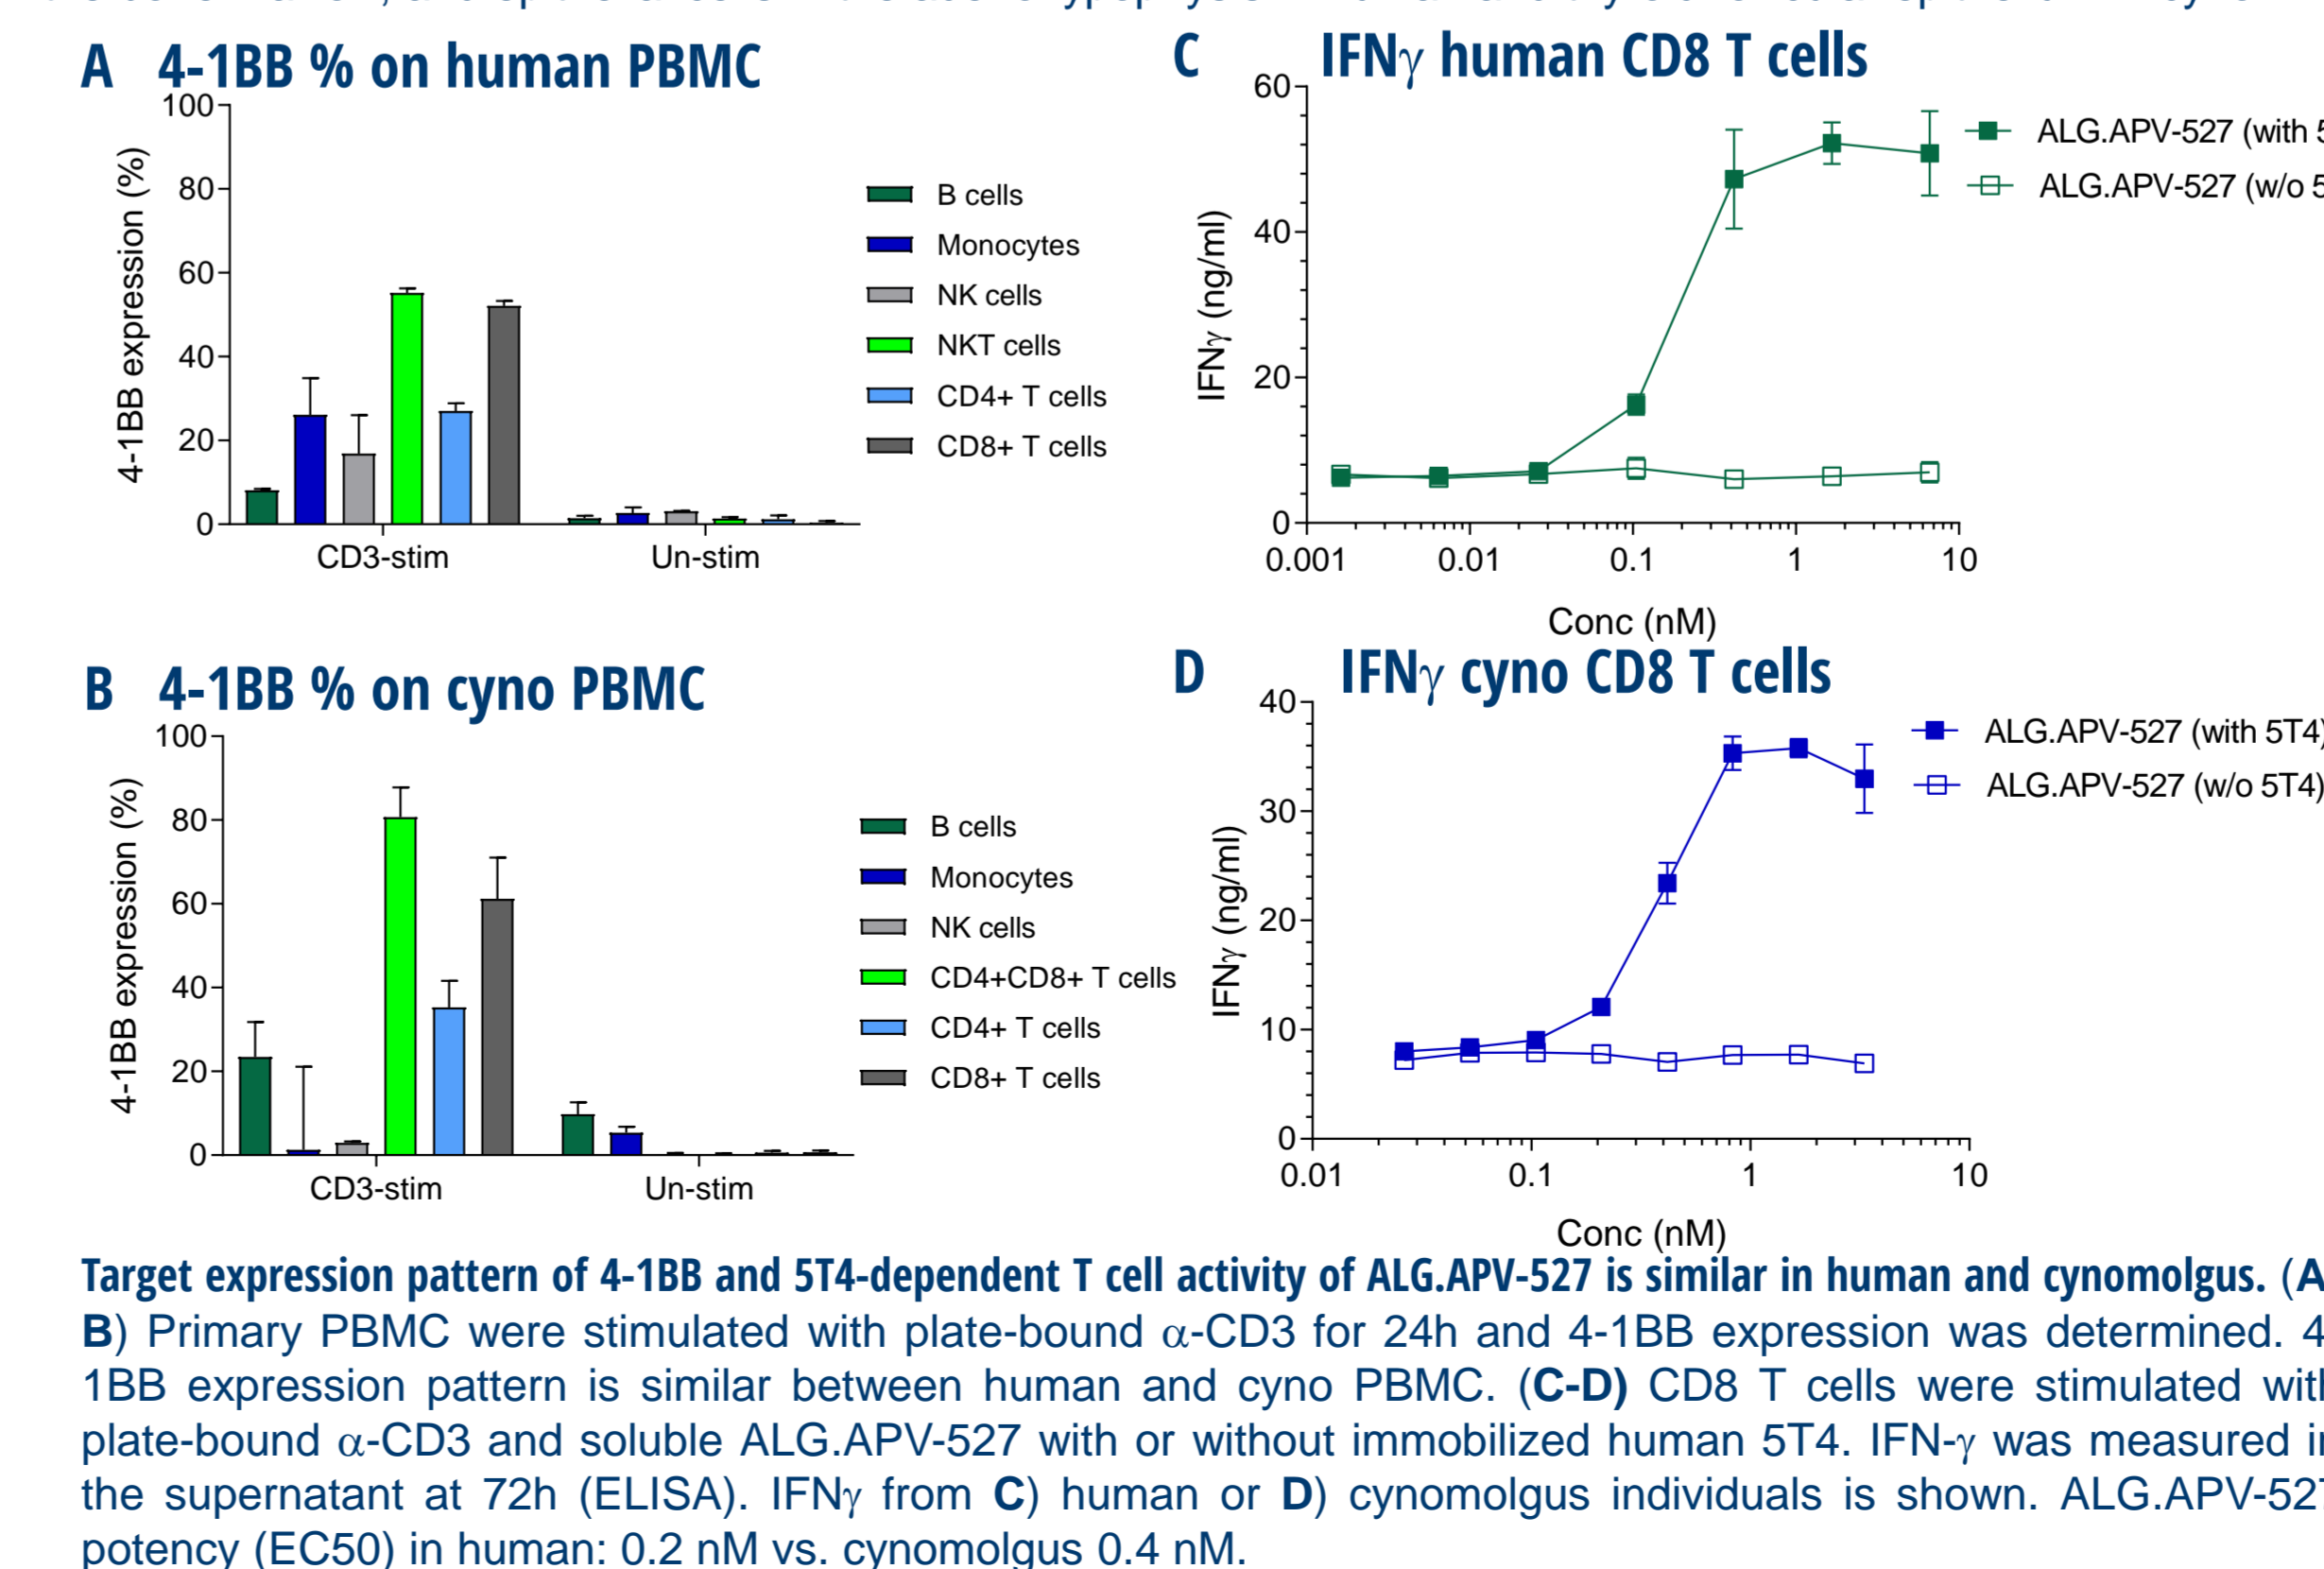 A 4-1BB % on human PBMC
4-1BB expression (%)
100
80
60
40
20
0
CD3-stim
Un-stim
B cells
Monocytes
NK cells
NKT cells
CD4+ T cells
CD8+ T cells
C IFNγ human CD8 T cells
IFNγ (ng/ml)
60
40
20
0
0.001
0.01
0.1
1
10
Conc (nM)
ALG.APV-527 (with
ALG.APV-527 (w/o
B 4-1BB % on cyno PBMC
4-1BB expression (%)
100
80
60
40
20
0
CD3-stim
Un-stim
B cells
Monocytes
NK cells
CD4+CD8+ T cells
CD4+ T cells
CD8+ T cells
D IFNγ cyno CD8 T cells
IFNγ (ng/ml)
40
30
20
10
0
0.01
0.1
1
10
Conc (nM)
ALG.APV-527 (with 5T4)
ALG.APV-527 (w/o 5T4)
Target expression pattern of 4-1BB and 5T4-dependent T cell activity of ALG.APV-527 is similar in human and cynomolgus. (A
B) Primary PBMC were stimulated with plate-bound α-CD3 for 24h and 4-1BB expression was determined. 4
1BB expression pattern is similar between human and cyno PBMC. (C-D) CD8 T cells were stimulated with
plate-bound α-CD3 and soluble ALG.APV-527 with or without immobilized human 5T4. IFN-γ was measured in
the supernatant at 72h (ELISA). IFNγ from C) human or D) cynomolgus individuals is shown. ALG.APV-527
potency (EC50) in human: 0.2 nM vs. cynomolgus 0.4 nM.